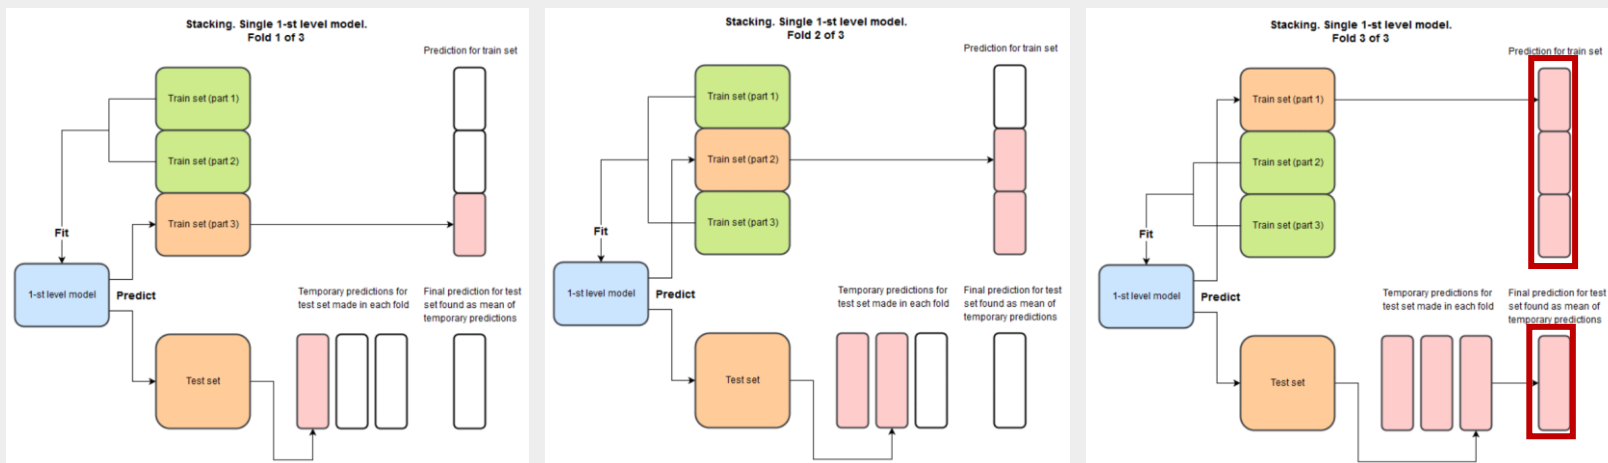 Stacking. Single 1-st level model.
Fold 1 of 3
Prediction for train set
Train set (part 1)
Train set (part 2)
Train set (part 3)
Fit
1-st level model
Predict
Temporary predictions for
test set made in each fold
Final prediction for test
set found as mean of
temporary predictions
Test set
Stacking. Single 1-st level model.
Fold 2 of 3
Prediction for train set
Train set (part 1)
Train set (part 2)
Train set (part 3)
Fit
1-st level model
Predict
Temporary predictions for
test set made in each fold
Final prediction for test
set found as mean of
temporary predictions
Test set
Stacking. Single 1-st level model.
Fold 3 of 3
Prediction for train set
Train set (part 1)
Train set (part 2)
Train set (part 3)
Fit
1-st level model
Predict
Temporary predictions for
test set made in each fold
Final prediction for test
set found as mean of
temporary predictions
Test set